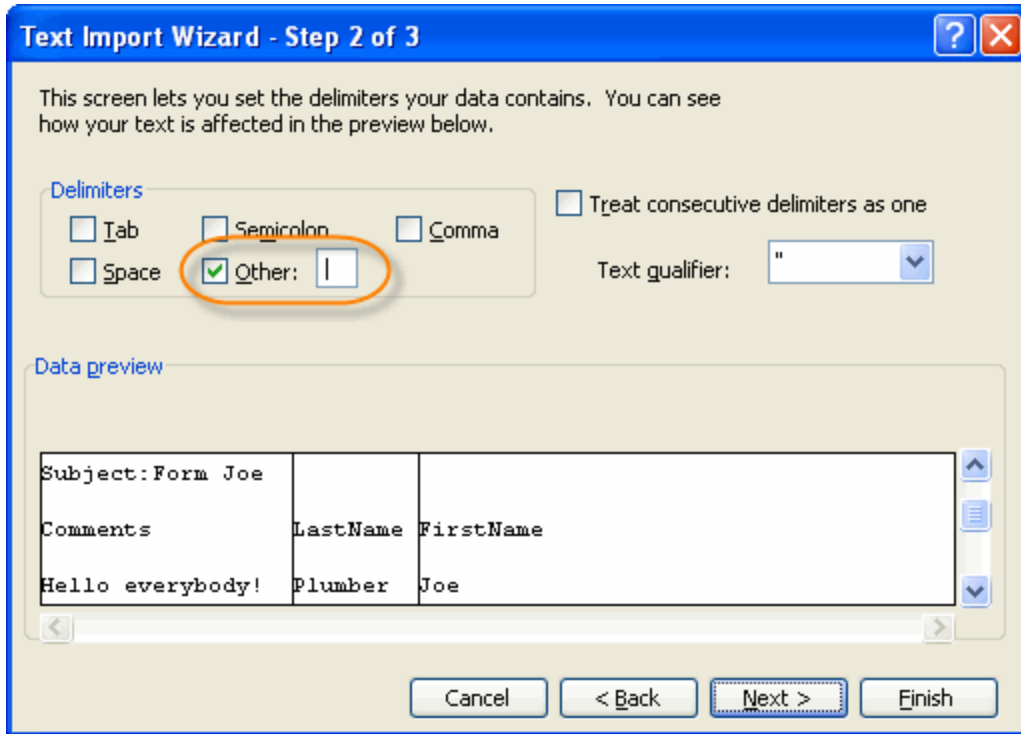 Text Import Wizard - Step 2 of 3
This screen lets you set the delimiters your data contains. You can see
how your text is affected in the preview below.
Delimiters
Tab
Semicolon
Comma
Space
Other: |
Treat consecutive delimiters as one
Text qualifier: "
Data preview
Subject:Form Joe
Comments LastName FirstName
Hello everybody! Plumber Joe
Cancel < Back Next > Finish